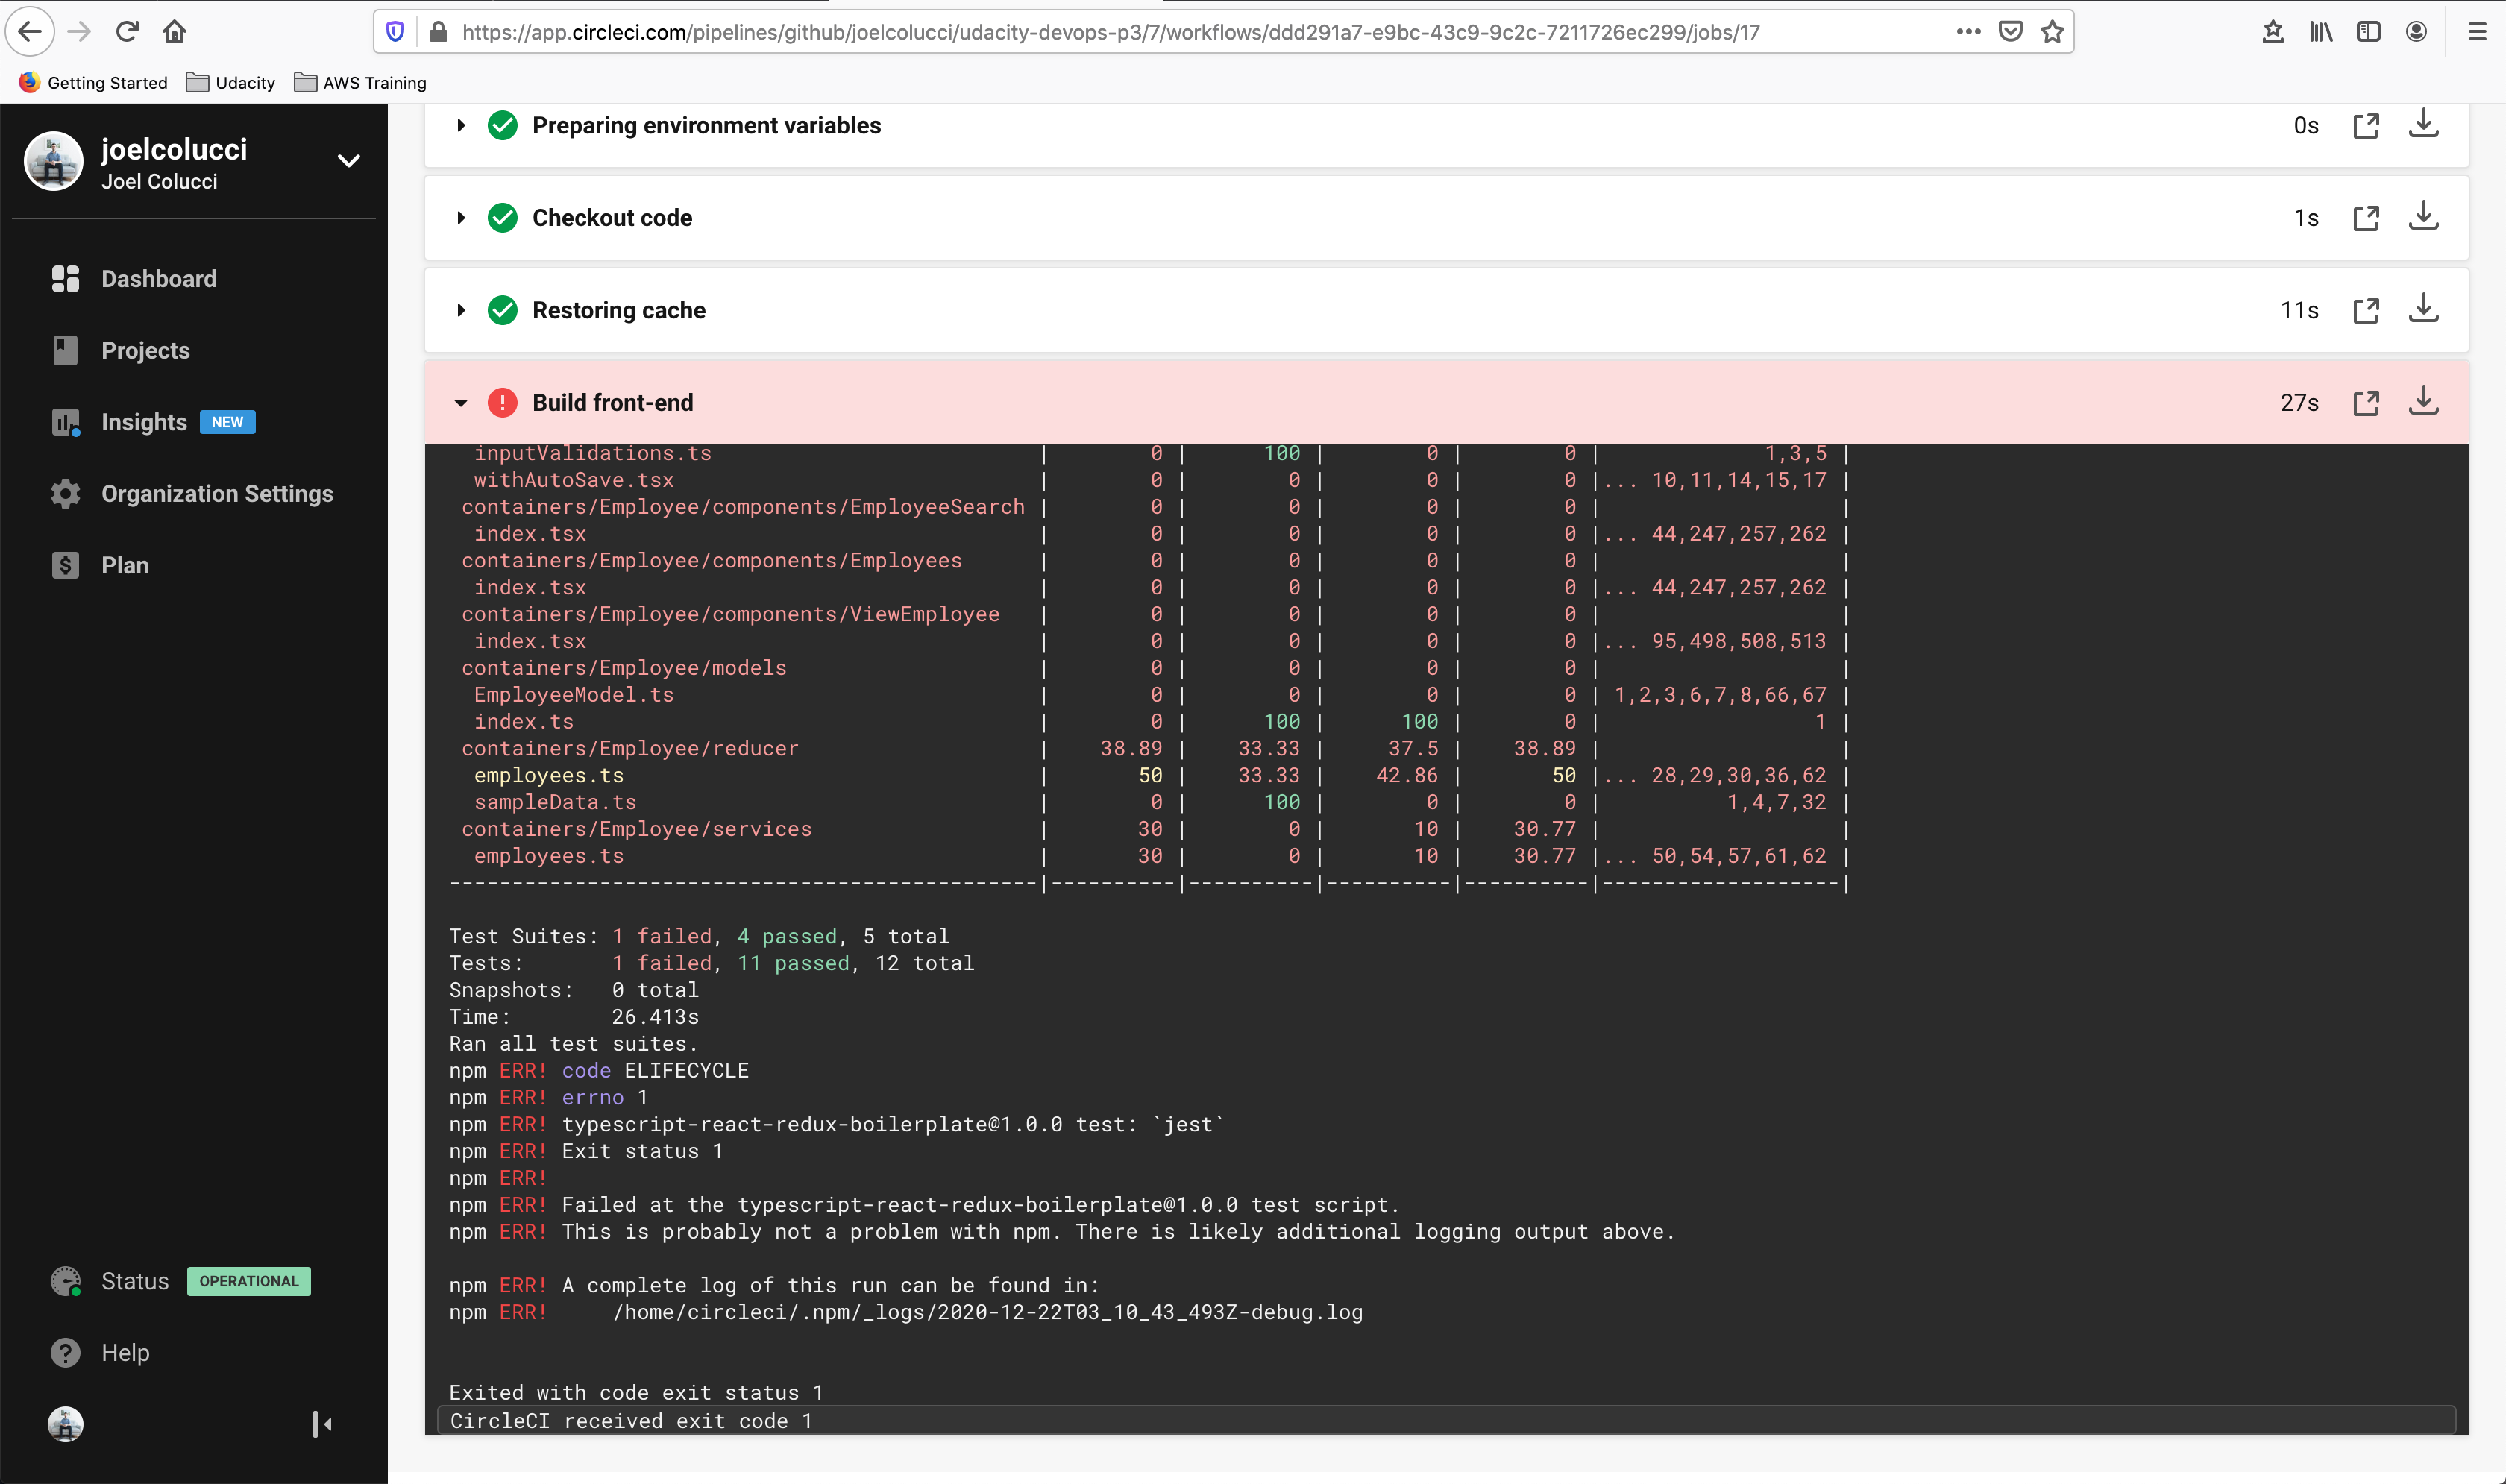 https://app.circleci.com/pipelines/github/joelcolucci/udacity-devops-p3/7/workflows/ddd291a7-e9bc-43c9-9c2c-7211726ec299/jobs/17
Getting Started Udacity AWS Training
joelcolucci
Joel Colucci
Dashboard
Projects
Insights NEW
Organization Settings
Plan
Status OPERATIONAL
Help
Preparing environment variables 0s
Checkout code 1s
Restoring cache 11s
Build front-end 27s
inputValidations.ts | 0 | 100 | 0 | 0 | 1,3,5 |
withAutoSave.tsx | 0 | 0 | 0 | 0 |... 10,11,14,15,17 |
containers/Employee/components/EmployeeSearch | 0 | 0 | 0 | 0 | |
index.tsx | 0 | 0 | 0 | 0 |... 44,247,257,262 |
containers/Employee/components/Employees | 0 | 0 | 0 | 0 | |
index.tsx | 0 | 0 | 0 | 0 |... 44,247,257,262 |
containers/Employee/components/ViewEmployee | 0 | 0 | 0 | 0 | |
index.tsx | 0 | 0 | 0 | 0 |... 95,498,508,513 |
containers/Employee/models | 0 | 0 | 0 | 0 | |
EmployeeModel.ts | 0 | 0 | 0 | 0 | 1,2,3,6,7,8,66,67 |
index.ts | 0 | 100 | 100 | 0 | 1 |
containers/Employee/reducer | 38.89 | 33.33 | 37.5 | 38.89 | |
employees.ts | 50 | 33.33 | 42.86 | 50 |... 28,29,30,36,62 |
sampleData.ts | 0 | 100 | 0 | 0 | 1,4,7,32 |
containers/Employee/services | 30 | 0 | 10 | 30.77 | |
employees.ts | 30 | 0 | 10 | 30.77 |... 50,54,57,61,62 |
-----------------------------------------------|----------|----------|----------|----------|-------------------|
Test Suites: 1 failed, 4 passed, 5 total
Tests: 1 failed, 11 passed, 12 total
Snapshots: 0 total
Time: 26.413s
Ran all test suites.
npm ERR! code ELIFECYCLE
npm ERR! errno 1
npm ERR! typescript-react-redux-boilerplate@1.0.0 test: `jest`
npm ERR! Exit status 1
npm ERR!
npm ERR! Failed at the typescript-react-redux-boilerplate@1.0.0 test script.
npm ERR! This is probably not a problem with npm. There is likely additional logging output above.
npm ERR! A complete log of this run can be found in:
npm ERR! /home/circleci/.npm/_logs/2020-12-22T03_10_43_493Z-debug.log
Exited with code exit status 1
CircleCI received exit code 1